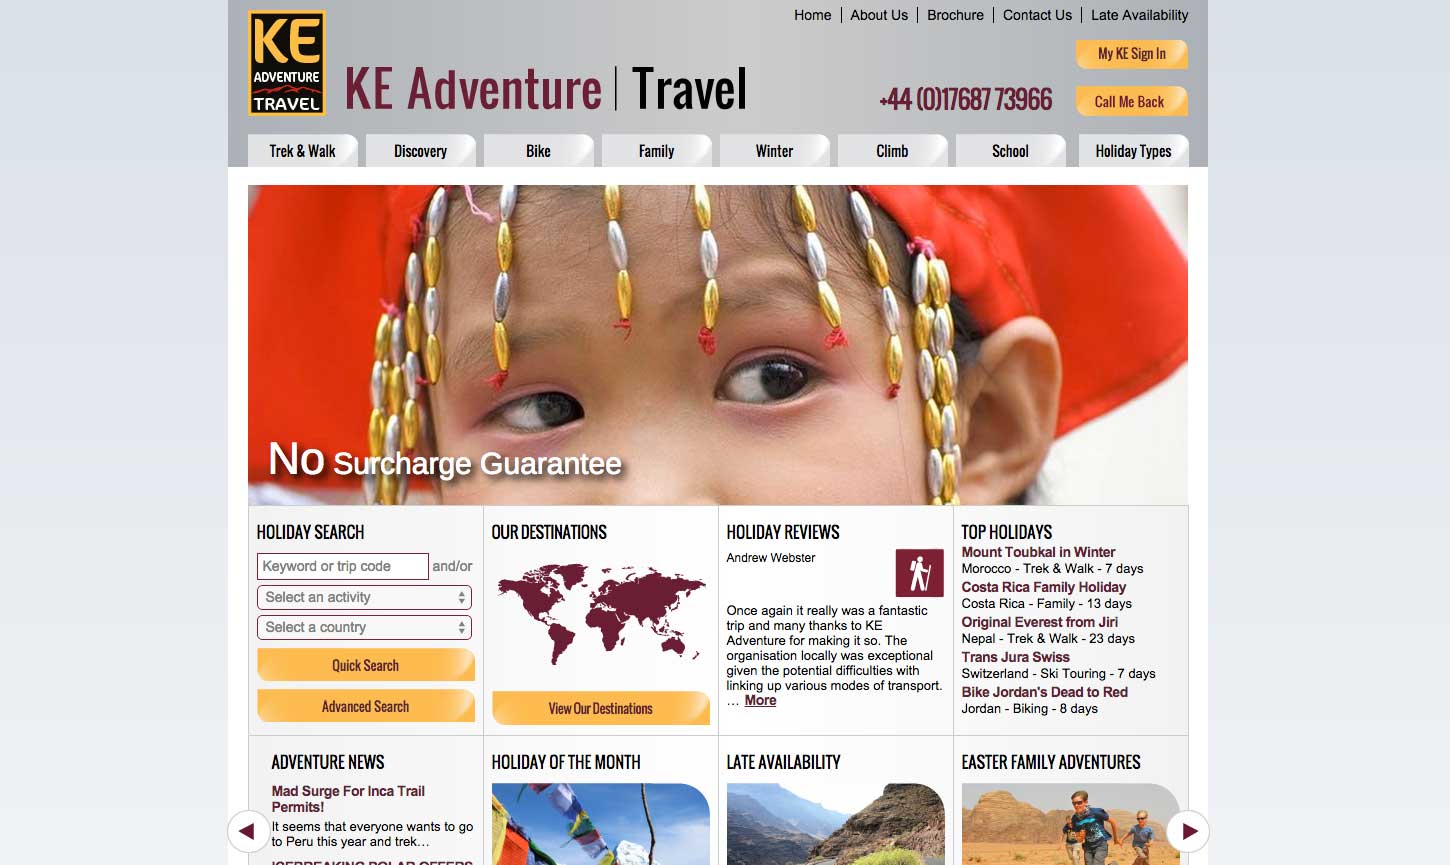 Home | About Us | Brochure | Contact Us | Late Availability
KE
ADVENTURE
TRAVEL
KE Adventure | Travel
+44 (0)17687 73966
My KE Sign In
Call Me Back
Trek & Walk
Discovery
Bike
Family
Winter
Climb
School
Holiday Types
No Surcharge Guarantee
HOLIDAY SEARCH
Keyword or trip code and/or
Select an activity
Select a country
Quick Search
Advanced Search
OUR DESTINATIONS
View Our Destinations
HOLIDAY REVIEWS
Andrew Webster
Once again it really was a fantastic
trip and many thanks to KE
Adventure for making it so. The
organisation locally was exceptional
given the potential difficulties with
linking up various modes of transport.
… More
TOP HOLIDAYS
Mount Toubkal in Winter
Morocco - Trek & Walk - 7 days
Costa Rica Family Holiday
Costa Rica - Family - 13 days
Original Everest from Jiri
Nepal - Trek & Walk - 23 days
Trans Jura Swiss
Switzerland - Ski Touring - 7 days
Bike Jordan's Dead to Red
Jordan - Biking - 8 days
ADVENTURE NEWS
Mad Surge For Inca Trail
Permits!
It seems that everyone wants to go
to Peru this year and trek…
ICEBREAKING POLAR OFFERS
HOLIDAY OF THE MONTH
LATE AVAILABILITY
EASTER FAMILY ADVENTURES